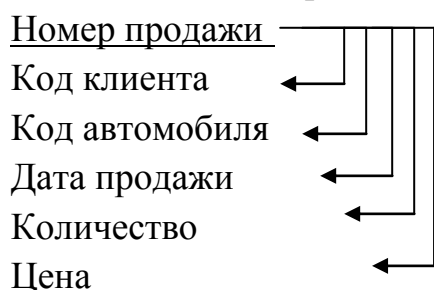 Номер продажи
Код клиента
Код автомобиля
Дата продажи
Количество
Цена